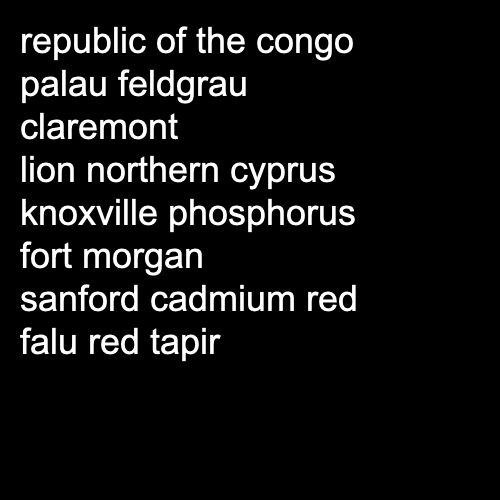 republic of the congo
palau feldgrau
claremont
lion northern cyprus
knoxville phosphorus
fort morgan
sanford cadmium red
falu red tapir